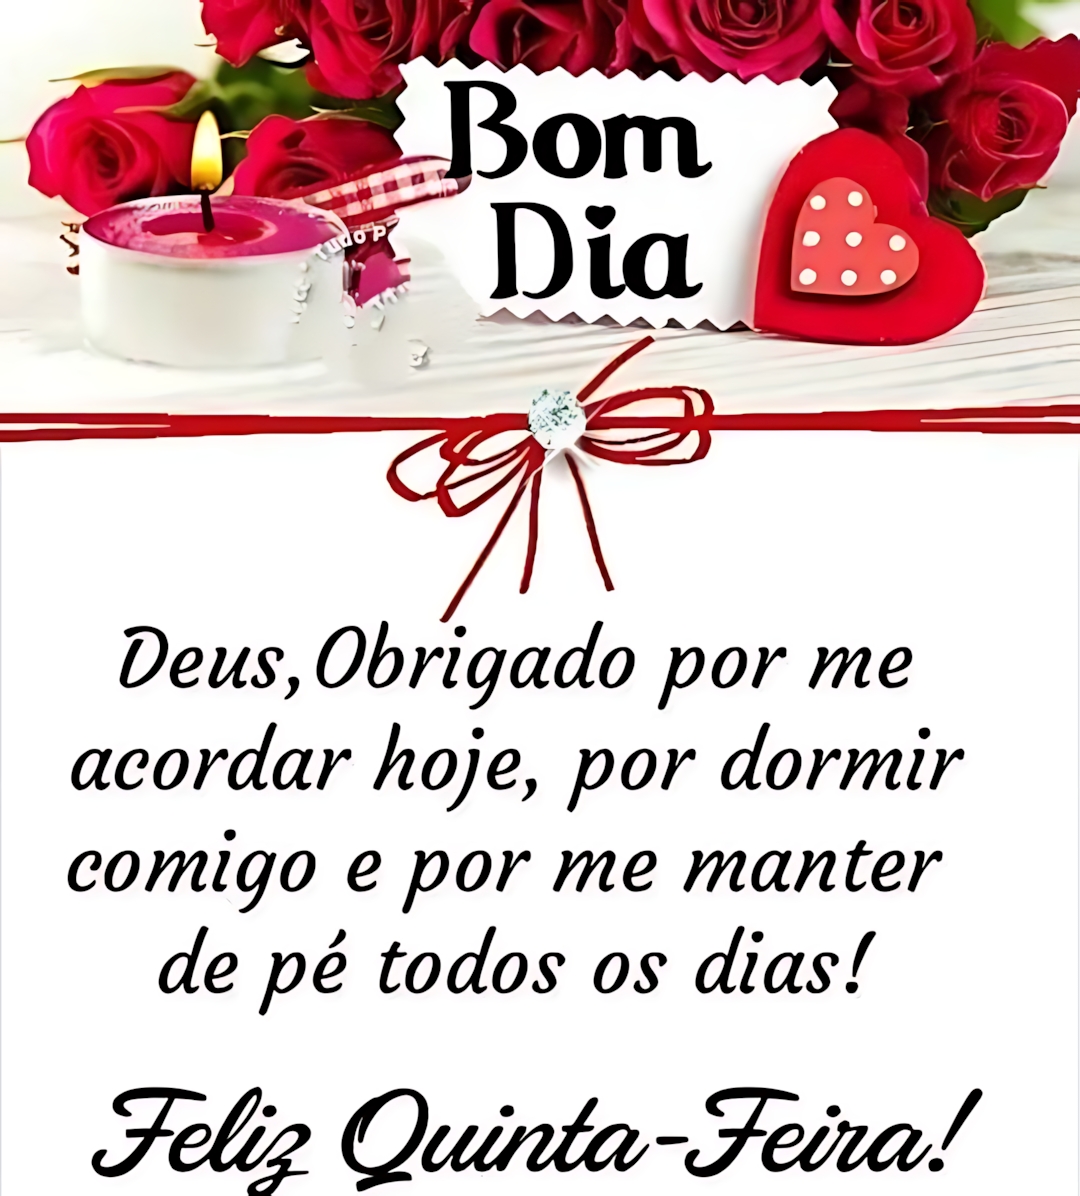 Bom
Dia
Deus,Obrigado por me
acordar hoje, por dormir
comigo e por me manter
de pé todos os dias!
Feliz Quinta-Feira!